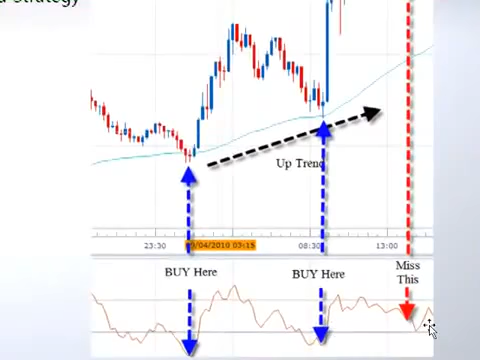 Strategy
Up Trend
23:30
/04/2010 03:15
08:30
13:00
BUY Here
BUY Here
Miss
This